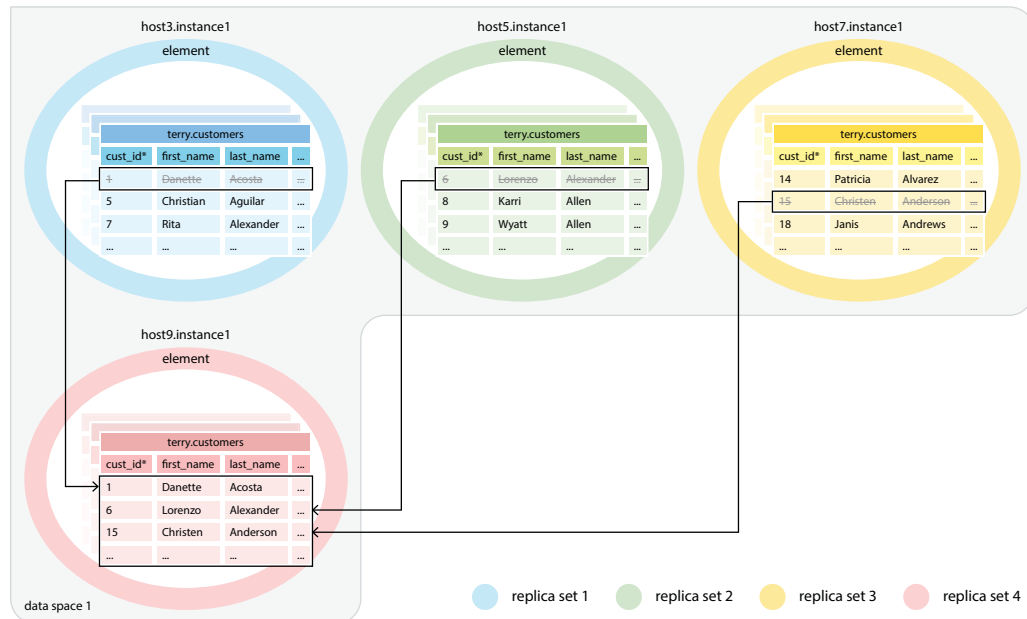 host3.instance1
element
terry.customers
cust_id* first_name last_name ...
1 Danette Acosta ...
5 Christian Aguilar ...
7 Rita Alexander ...
... ... ... ...
host5.instance1
element
terry.customers
cust_id* first_name last_name ...
6 Lorenzo Alexander ...
8 Karri Allen ...
9 Wyatt Allen ...
... ... ... ...
host7.instance1
element
terry.customers
cust_id* first_name last_name ...
14 Patricia Alvarez ...
15 Christen Anderson ...
18 Janis Andrews ...
... ... ... ...
host9.instance1
element
terry.customers
cust_id* first_name last_name ...
1 Danette Acosta ...
6 Lorenzo Alexander ...
15 Christen Anderson ...
... ... ... ...
data space 1
replica set 1
replica set 2
replica set 3
replica set 4